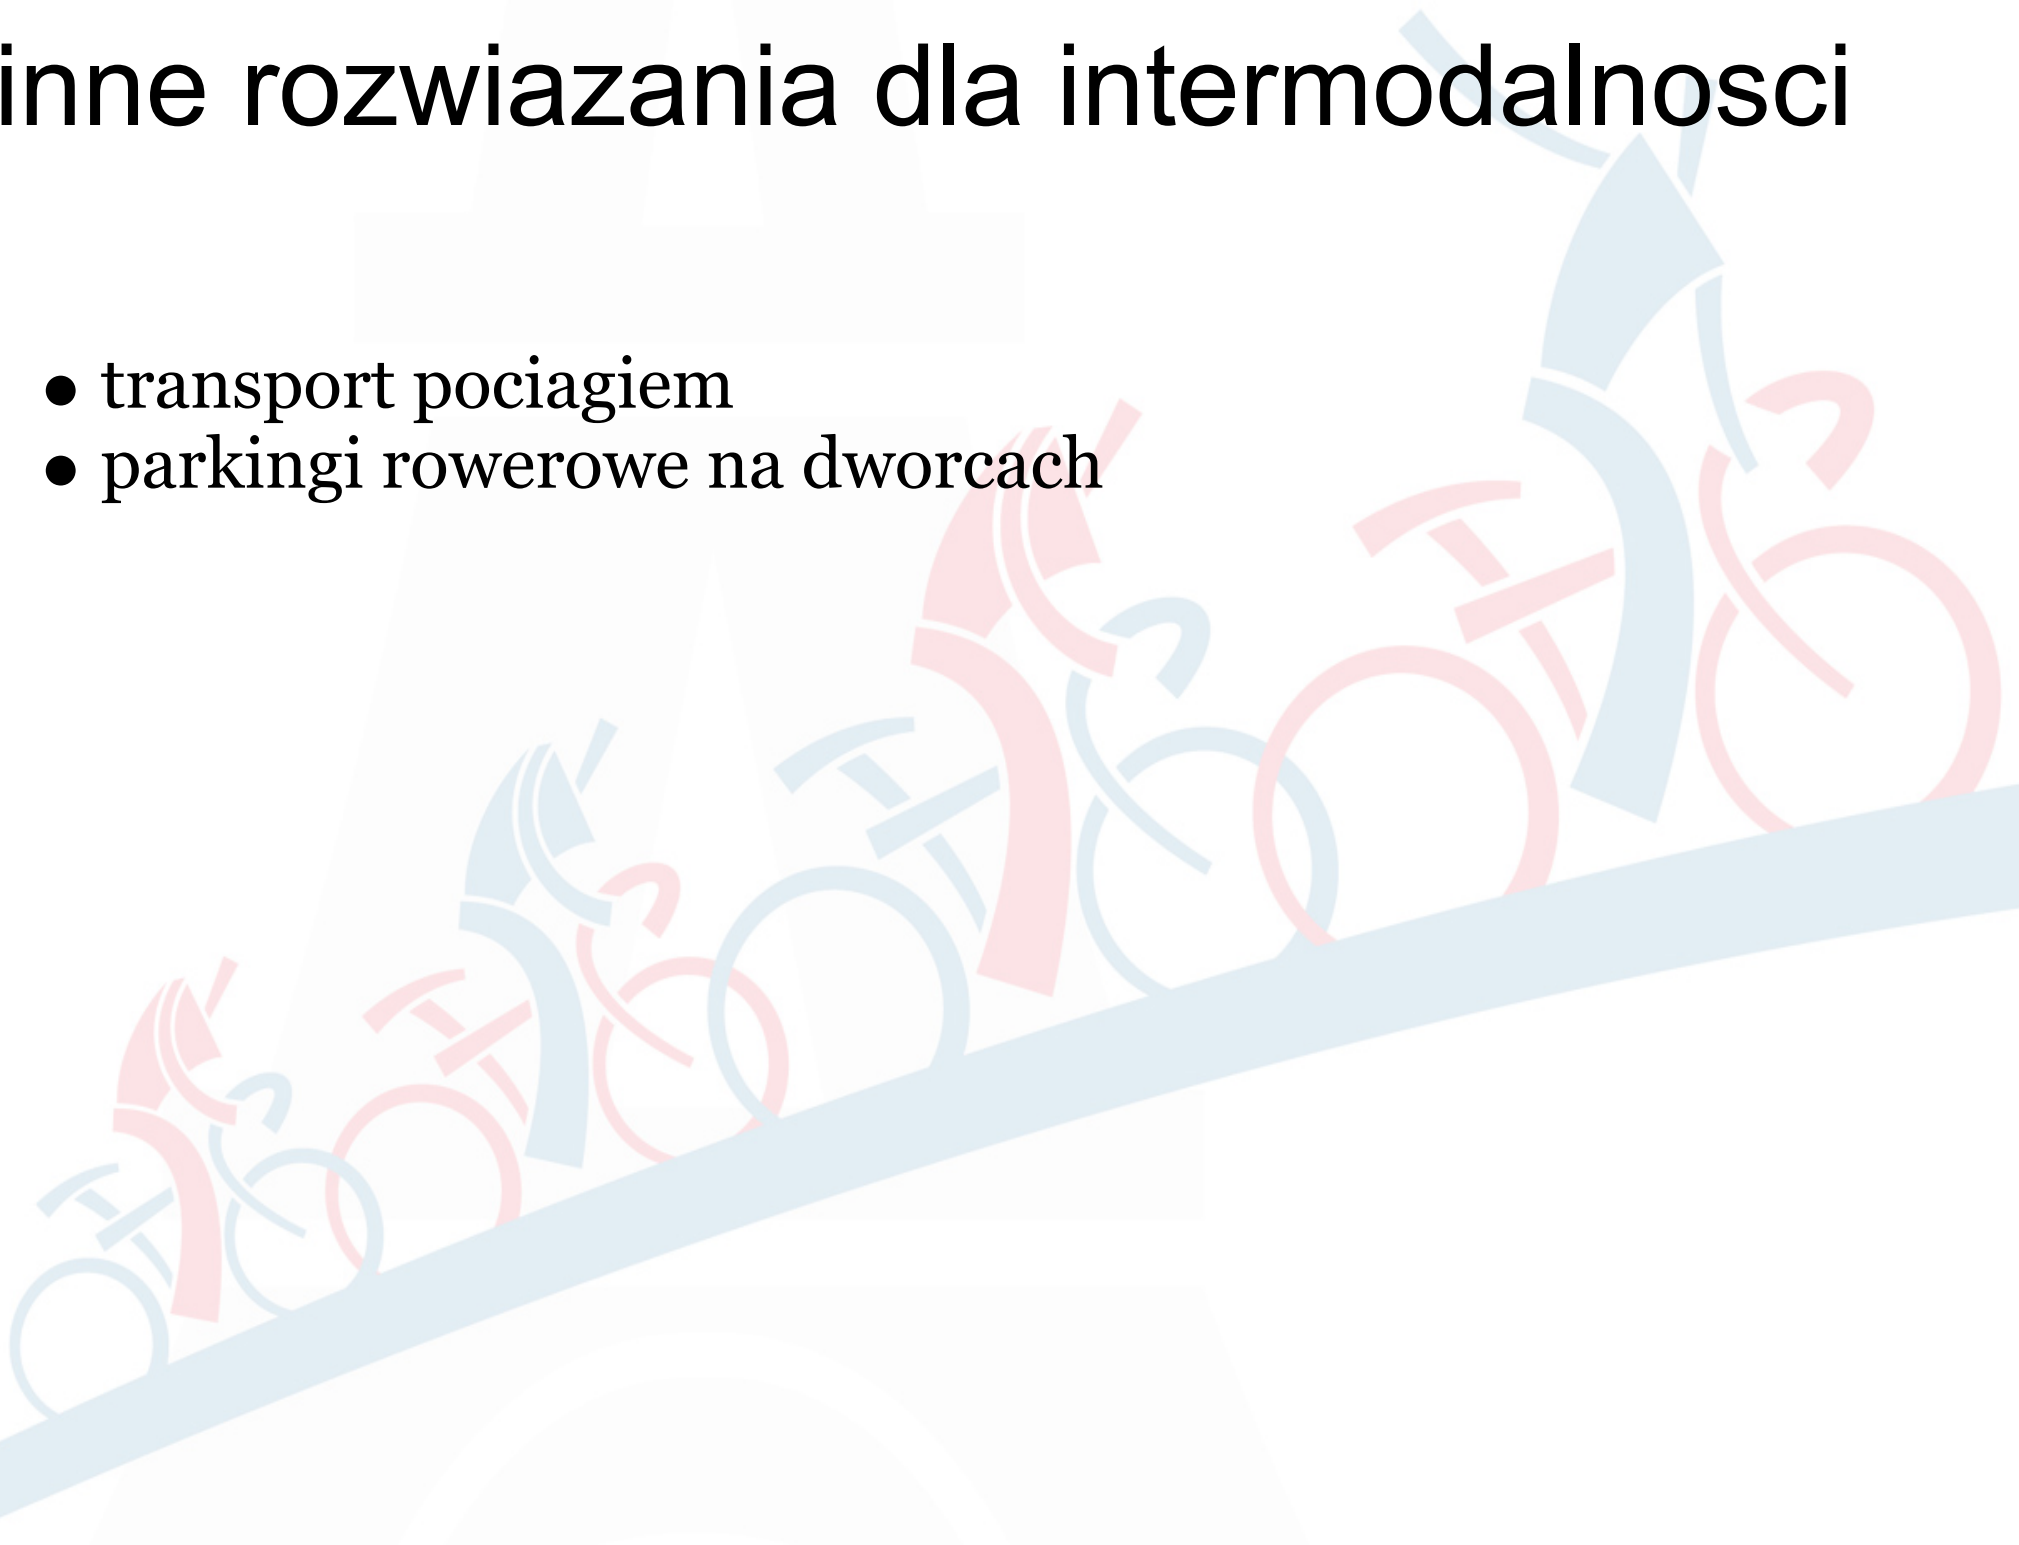 inne rozwiazania dla intermodalnosci
● transport pociagiem
● parkingi rowerowe na dworcach